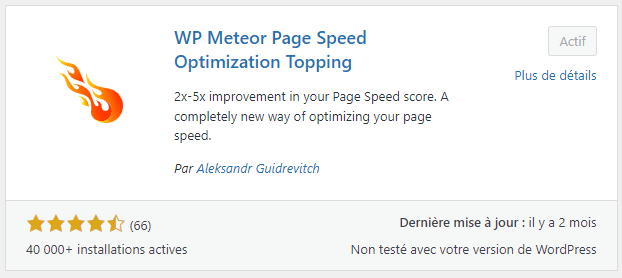 WP Meteor Page Speed
Optimization Topping
Actif
Plus de détails
2x-5x improvement in your Page Speed score. A
completely new way of optimizing your page
speed.
Par Aleksandr Guidrevitch
(66)
Dernière mise à jour : il y a 2 mois
40 000+ installations actives
Non testé avec votre version de WordPress